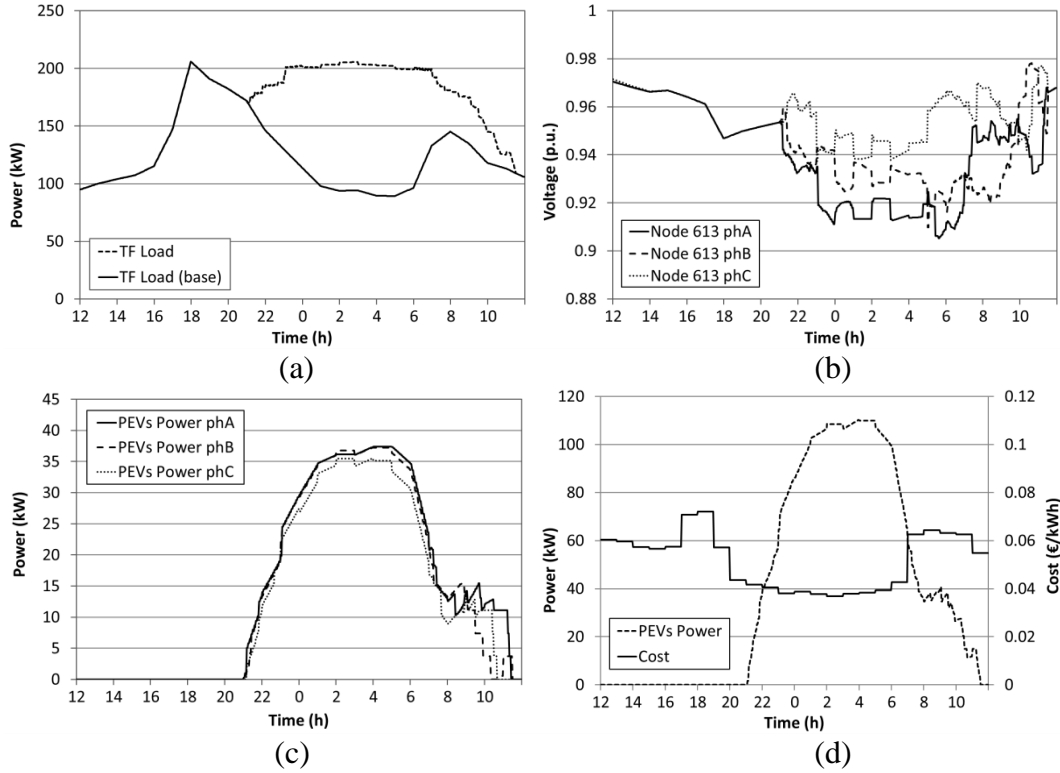 250
200
150
100
50
0
Power (kW)
TF Load
TF Load (base)
12 14 16 18 20 22 0 2 4 6 8 10
Time (h)
(a)
1
0.98
0.96
0.94
0.92
0.9
0.88
Voltage (p.u.)
Node 613 phA
Node 613 phB
Node 613 phC
12 14 16 18 20 22 0 2 4 6 8 10
Time (h)
(b)
45
40
35
30
25
20
15
10
5
0
Power (kW)
PEVs Power phA
PEVs Power phB
PEVs Power phC
12 14 16 18 20 22 0 2 4 6 8 10
Time (h)
(c)
120
100
80
60
40
20
0
Power (kW)
0.12
0.1
0.08
0.06
0.04
0.02
0
Cost (€/kWh)
PEVs Power
Cost
12 14 16 18 20 22 0 2 4 6 8 10
Time (h)
(d)